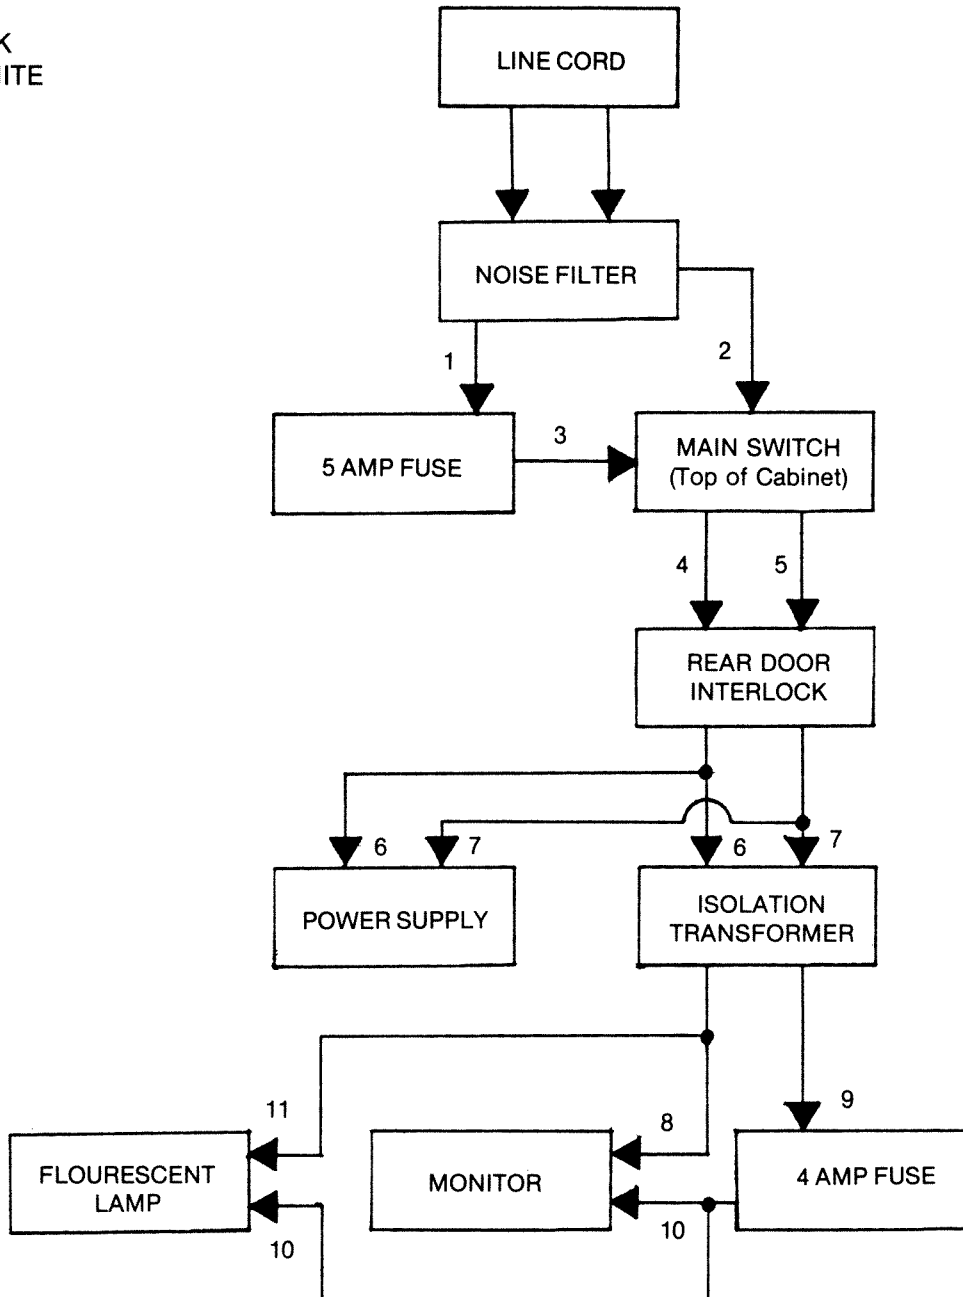 K
ITE
LINE CORD
NOISE FILTER
1
2
5 AMP FUSE
3
MAIN SWITCH
(Top of Cabinet)
4
5
REAR DOOR
INTERLOCK
6
7
6
7
POWER SUPPLY
ISOLATION
TRANSFORMER
11
8
9
FLOURESCENT
LAMP
MONITOR
4 AMP FUSE
10
10